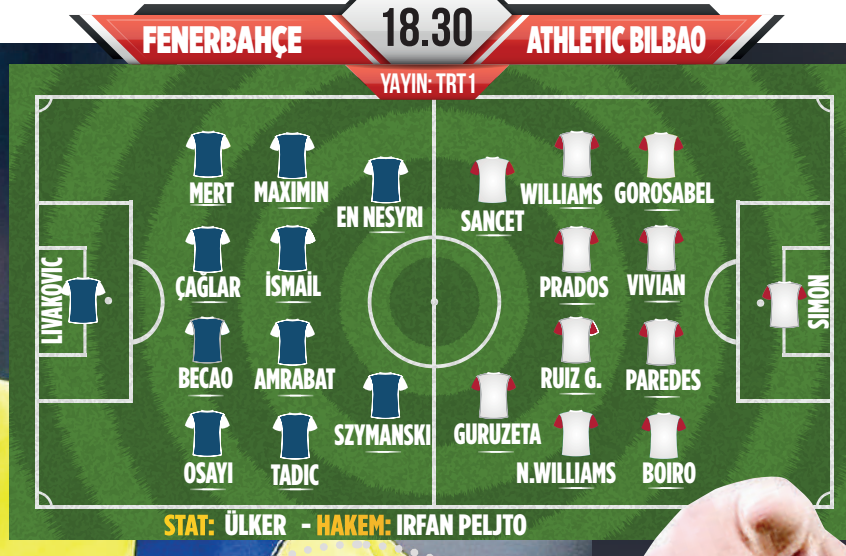 FENERBAHÇE
18.30
ATHLETIC BILBAO
YAYIN: TRT1
LIVAKOVIC
MERT
MAXIMIN
EN NESYRI
ÇAĞLAR
İSMAİL
BECAO
AMRABAT
SZYMANSKI
OSAYI
TADIC
SANCET
WILLIAMS
GOROSABEL
PRADOS
VIVIAN
RUIZ G.
PAREDES
GURUZETA
N.WILLIAMS
BOIRO
SIMON
STAT: ÜLKER - HAKEM: IRFAN PELJTO